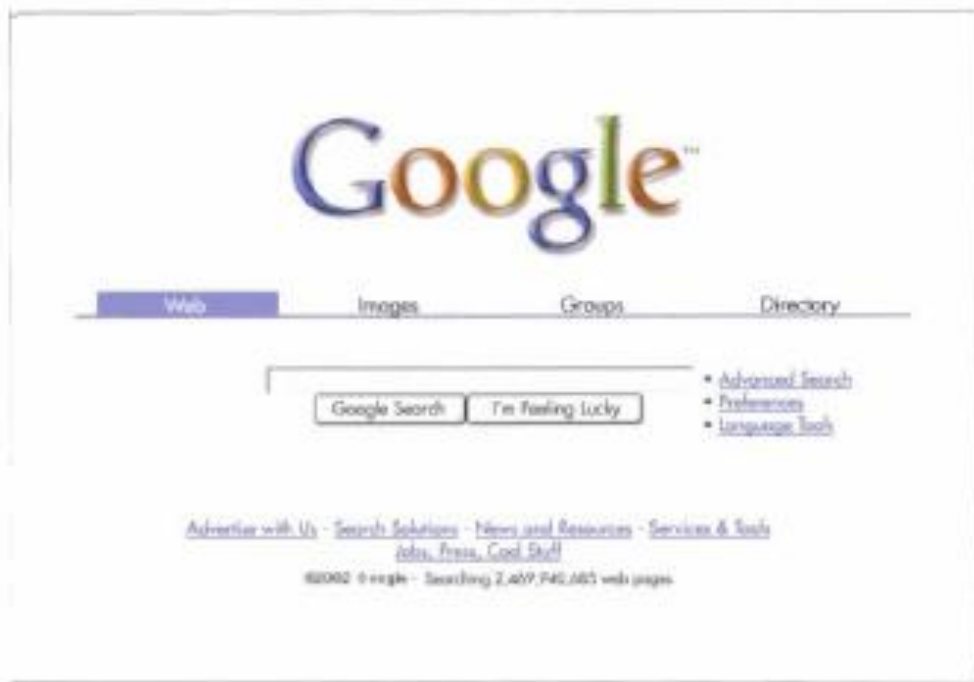 Google™
Web Images Groups Directory
• Advanced Search
Google Search I'm Feeling Lucky
• Preferences
• Language Tools
Advertise with Us - Search Solutions - News and Resources - Services & Tools
Jobs, Press, Cool Stuff
©2002 Google - Searching 2,469,940,685 web pages